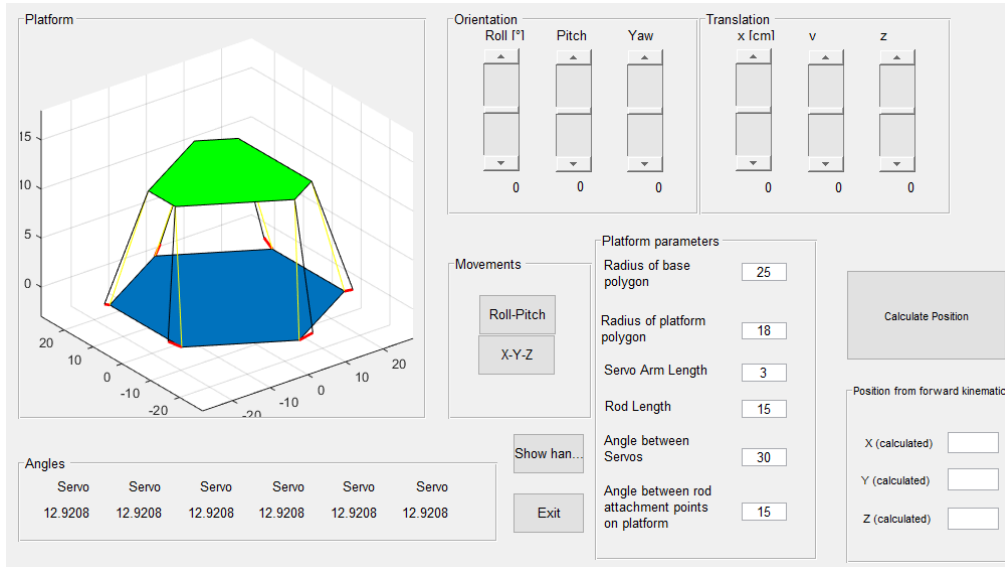 Platform
15
10
5
0
20
10
0
-10
-20
-20
-10
0
10
20
Orientation
Roll [°] Pitch Yaw
0 0 0
Translation
x [cm] v z
0 0 0
Movements
Roll-Pitch
X-Y-Z
Platform parameters
Radius of base
polygon 25
Radius of platform
polygon 18
Servo Arm Length 3
Rod Length 15
Angle between
Servos 30
Angle between rod
attachment points
on platform 15
Calculate Position
Position from forward kinematic
X (calculated)
Y (calculated)
Z (calculated)
Show han...
Exit
Angles
Servo Servo Servo Servo Servo Servo
12.9208 12.9208 12.9208 12.9208 12.9208 12.9208